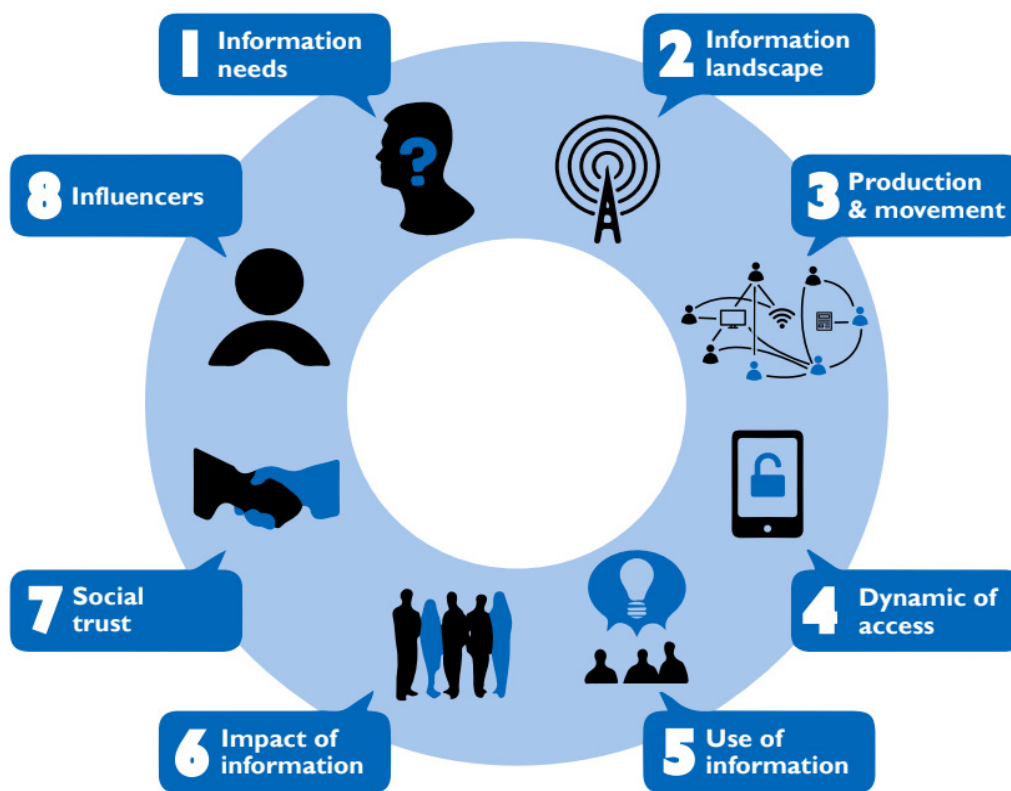 1 Information
needs
2 Information
landscape
3 Production
& movement
4 Dynamic of
access
5 Use of
information
6 Impact of
information
7 Social
trust
8 Influencers
?